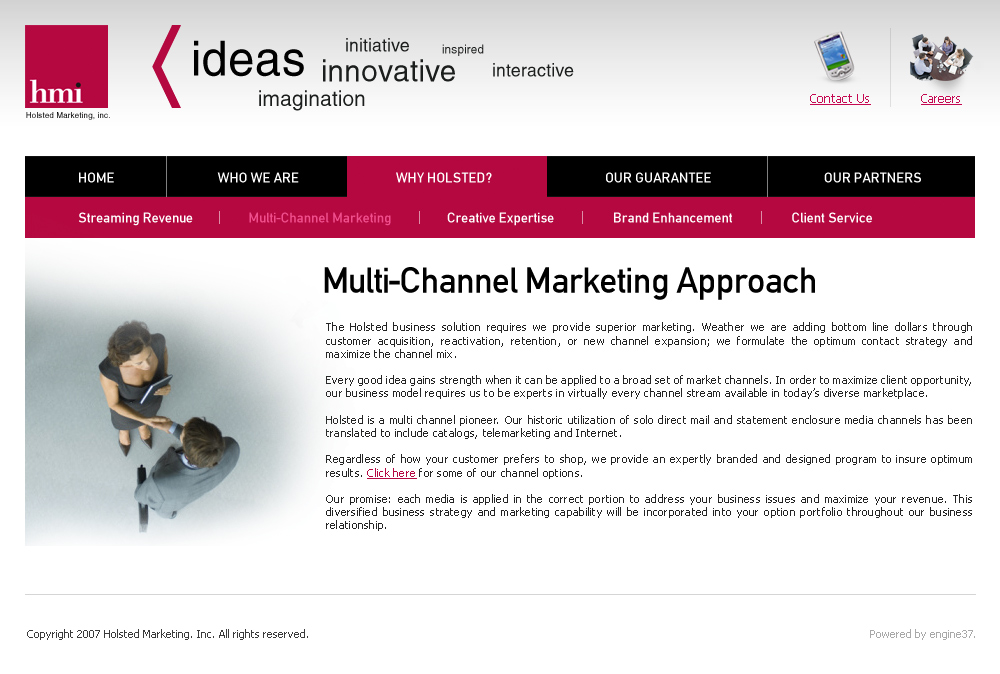 hmi
Holsted Marketing, inc.
ideas
initiative
inspired
innovative
interactive
imagination
Contact Us
Careers
HOME
WHO WE ARE
WHY HOLSTED?
OUR GUARANTEE
OUR PARTNERS
Streaming Revenue
Multi-Channel Marketing
Creative Expertise
Brand Enhancement
Client Service
Multi-Channel Marketing Approach
The Holsted business solution requires we provide superior marketing. Weather we are adding bottom line dollars through
customer acquisition, reactivation, retention, or new channel expansion; we formulate the optimum contact strategy and
maximize the channel mix.
Every good idea gains strength when it can be applied to a broad set of market channels. In order to maximize client opportunity,
our business model requires us to be experts in virtually every channel stream available in today's diverse marketplace.
Holsted is a multi channel pioneer. Our historic utilization of solo direct mail and statement enclosure media channels has been
translated to include catalogs, telemarketing and Internet.
Regardless of how your customer prefers to shop, we provide an expertly branded and designed program to insure optimum
results. Click here for some of our channel options.
Our promise: each media is applied in the correct portion to address your business issues and maximize your revenue. This
diversified business strategy and marketing capability will be incorporated into your option portfolio throughout our business
relationship.
Copyright 2007 Holsted Marketing. Inc. All rights reserved.
Powered by engine37.